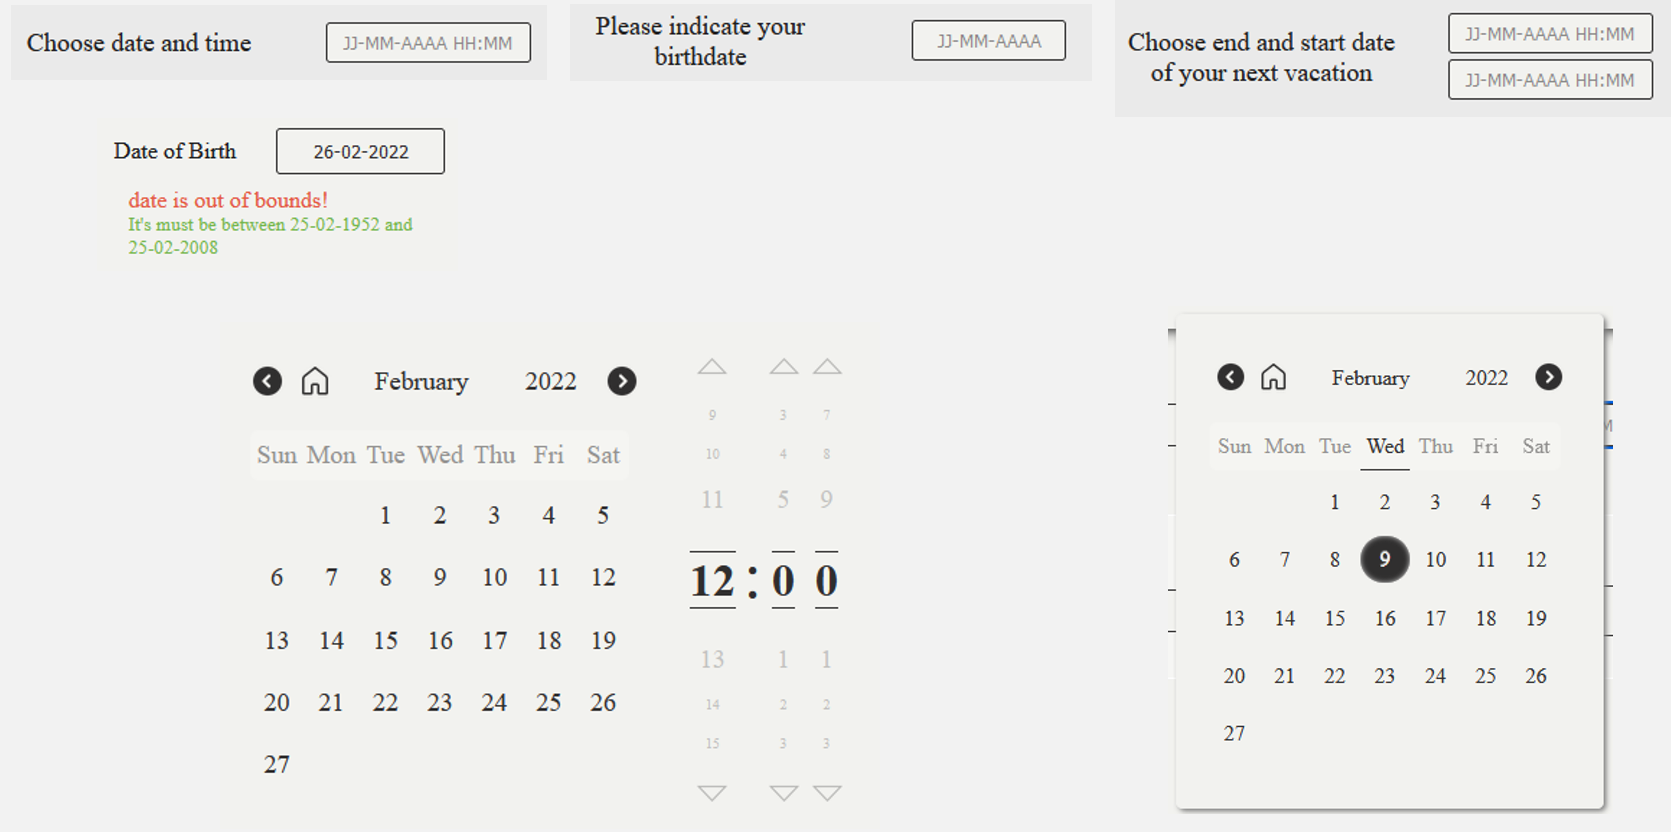 Choose date and time
JJ-MM-AAAA HH:MM
Please indicate your
birthdate
JJ-MM-AAAA
Choose end and start date
of your next vacation
JJ-MM-AAAA HH:MM
JJ-MM-AAAA HH:MM
Date of Birth
26-02-2022
date is out of bounds!
It's must be between 25-02-1952 and
25-02-2008
February 2022
Sun Mon Tue Wed Thu Fri Sat
1 2 3 4 5
6 7 8 9 10 11 12
13 14 15 16 17 18 19
20 21 22 23 24 25 26
27
9 3 7
10 4 8
11 5 9
12 : 0 0
13 1 1
14 2 2
15 3 3
February 2022
Sun Mon Tue Wed Thu Fri Sat
1 2 3 4 5
6 7 8 9 10 11 12
13 14 15 16 17 18 19
20 21 22 23 24 25 26
27